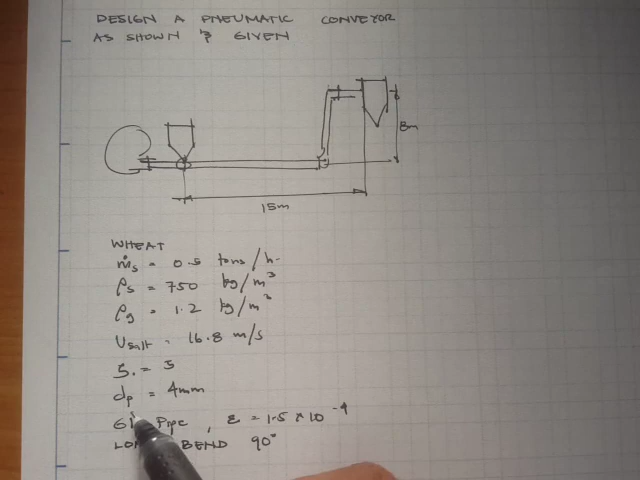 DESIGN A PNEUMATIC CONVEYOR
AS SHOWN & GIVEN
8m
15m
WHEAT
ṁs = 0.5 tons/h
ρs = 750 kg/m³
ρg = 1.2 kg/m³
Usalt = 16.8 m/s
S. = 5
dp = 4mm
Pipe, ε = 1.5 × 10⁻⁴
BEND 90°